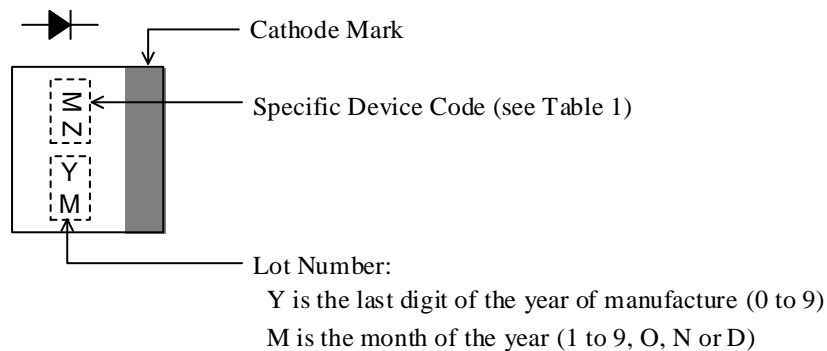 Cathode Mark
M Z
Specific Device Code (see Table 1)
Y
M
Lot Number:
Y is the last digit of the year of manufacture (0 to 9)
M is the month of the year (1 to 9, O, N or D)